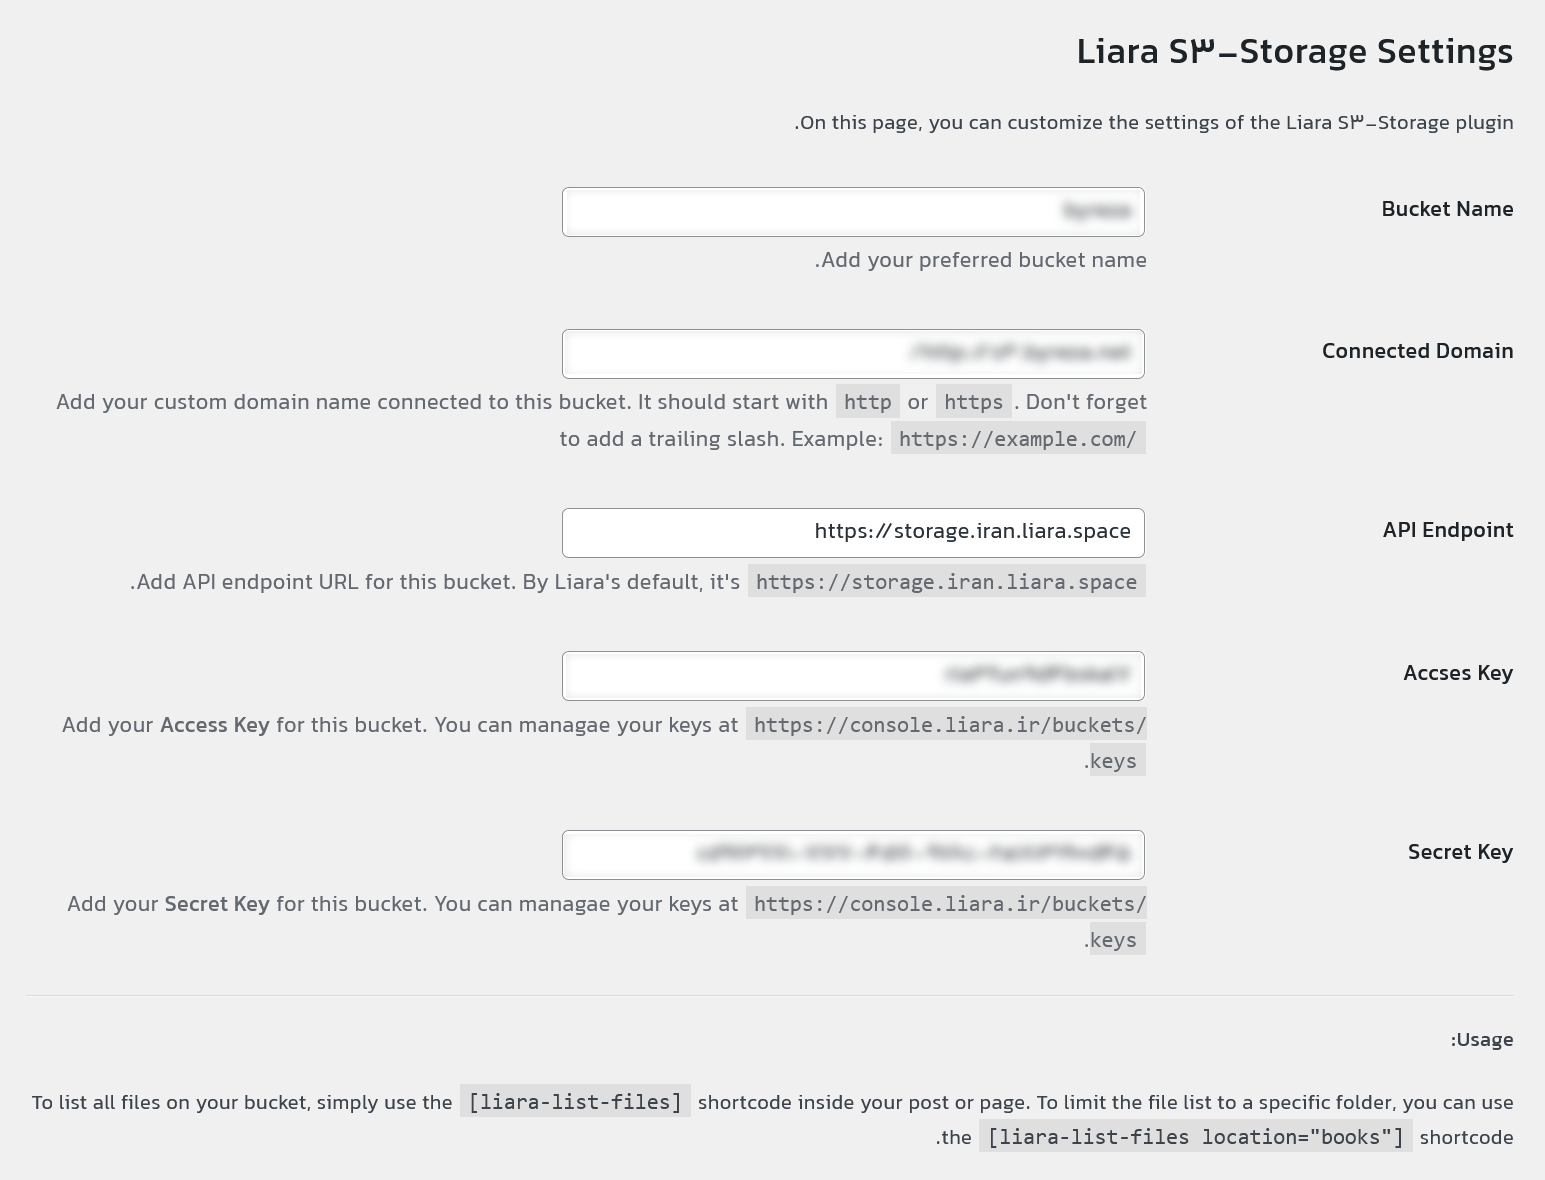 Liara S۳-Storage Settings
On this page, you can customize the settings of the Liara S۳-Storage plugin.
Bucket Name
Add your preferred bucket name.
Connected Domain
Add your custom domain name connected to this bucket. It should start with http or https. Don't forget
to add a trailing slash. Example: https://example.com/
API Endpoint
https://storage.iran.liara.space
Add API endpoint URL for this bucket. By Liara's default, it's https://storage.iran.liara.space.
Accses Key
Add your Access Key for this bucket. You can managae your keys at https://console.liara.ir/buckets/
keys.
Secret Key
Add your Secret Key for this bucket. You can managae your keys at https://console.liara.ir/buckets/
keys.
Usage:
To list all files on your bucket, simply use the [liara-list-files] shortcode inside your post or page. To limit the file list to a specific folder, you can use
the [liara-list-files location="books"] shortcode.